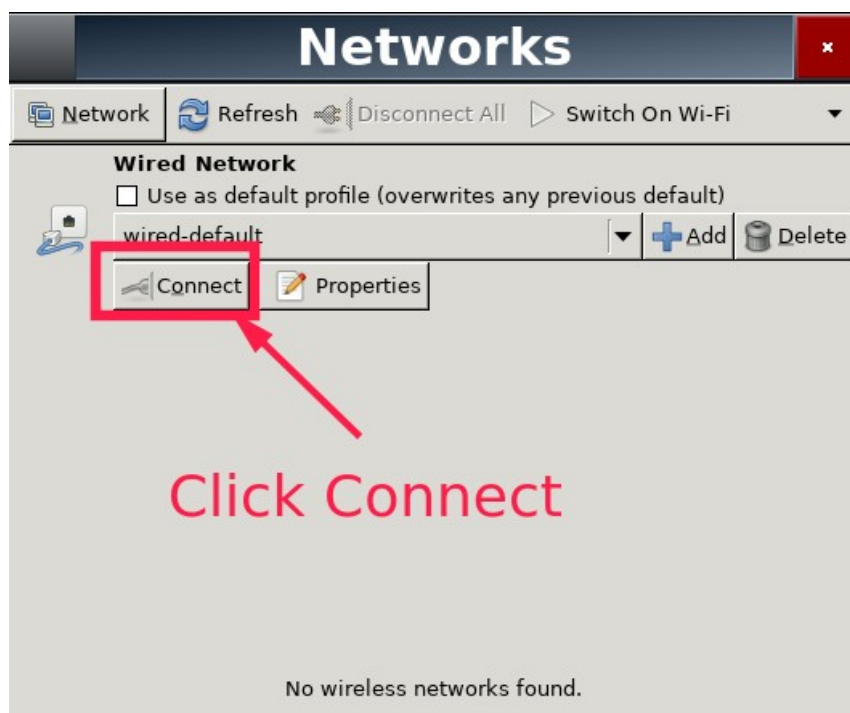 Networks
Network Refresh Disconnect All Switch On Wi-Fi
Wired Network
Use as default profile (overwrites any previous default)
wired-default Add Delete
Connect Properties
Click Connect
No wireless networks found.